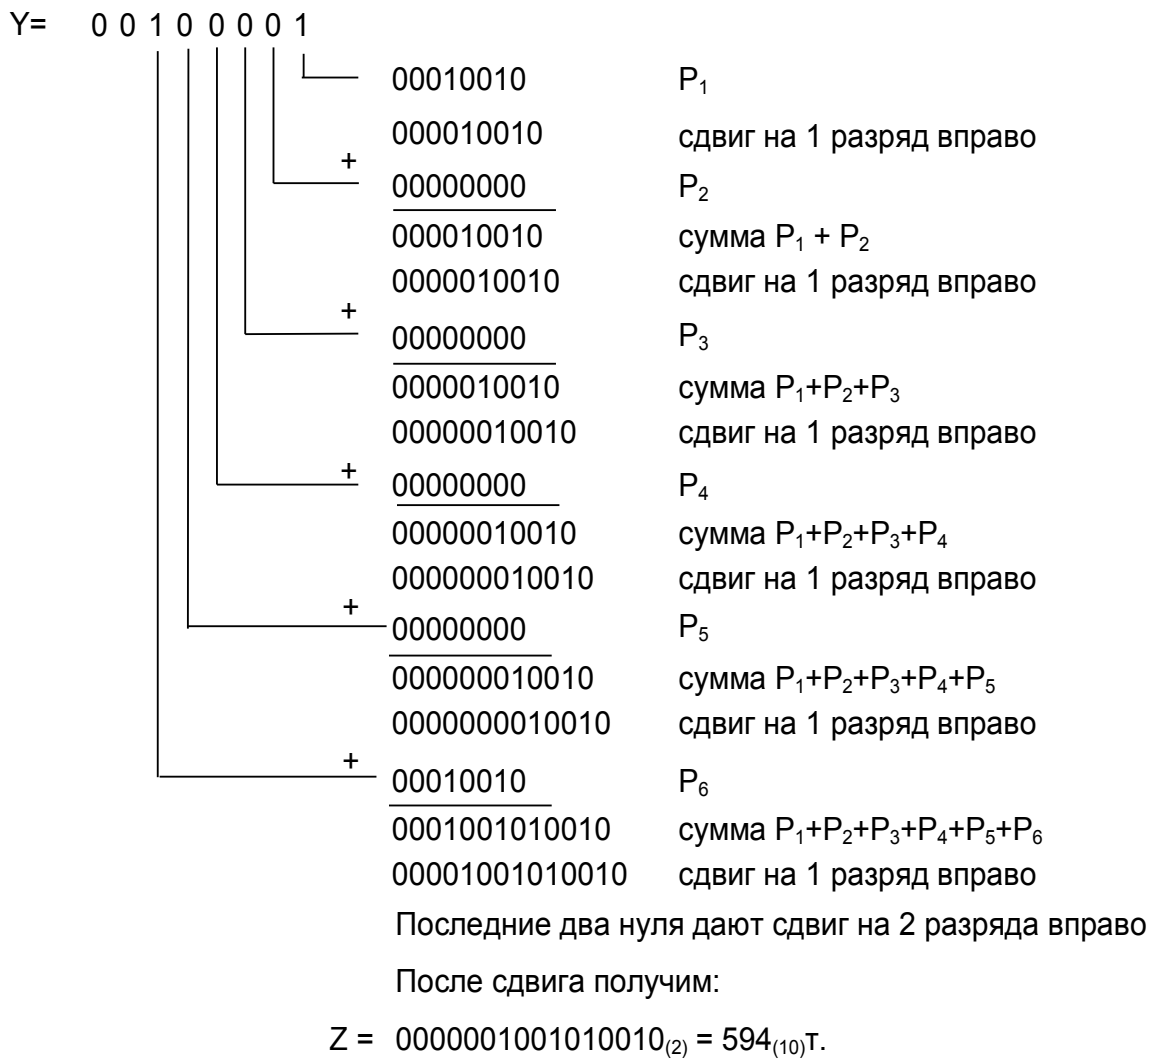 Y= 0 0 1 0 0 0 0 1
00010010 P₁
000010010 сдвиг на 1 разряд вправо
+
00000000 P₂
000010010 сумма P₁ + P₂
0000010010 сдвиг на 1 разряд вправо
+
00000000 P₃
0000010010 сумма P₁+P₂+P₃
00000010010 сдвиг на 1 разряд вправо
+
00000000 P₄
00000010010 сумма P₁+P₂+P₃+P₄
000000010010 сдвиг на 1 разряд вправо
+
00000000 P₅
000000010010 сумма P₁+P₂+P₃+P₄+P₅
0000000010010 сдвиг на 1 разряд вправо
+
00010010 P₆
0001001010010 сумма P₁+P₂+P₃+P₄+P₅+P₆
00001001010010 сдвиг на 1 разряд вправо
Последние два нуля дают сдвиг на 2 разряда вправо
После сдвига получим:
Z = 0000001001010010₍₂₎ = 594₍₁₀₎т.